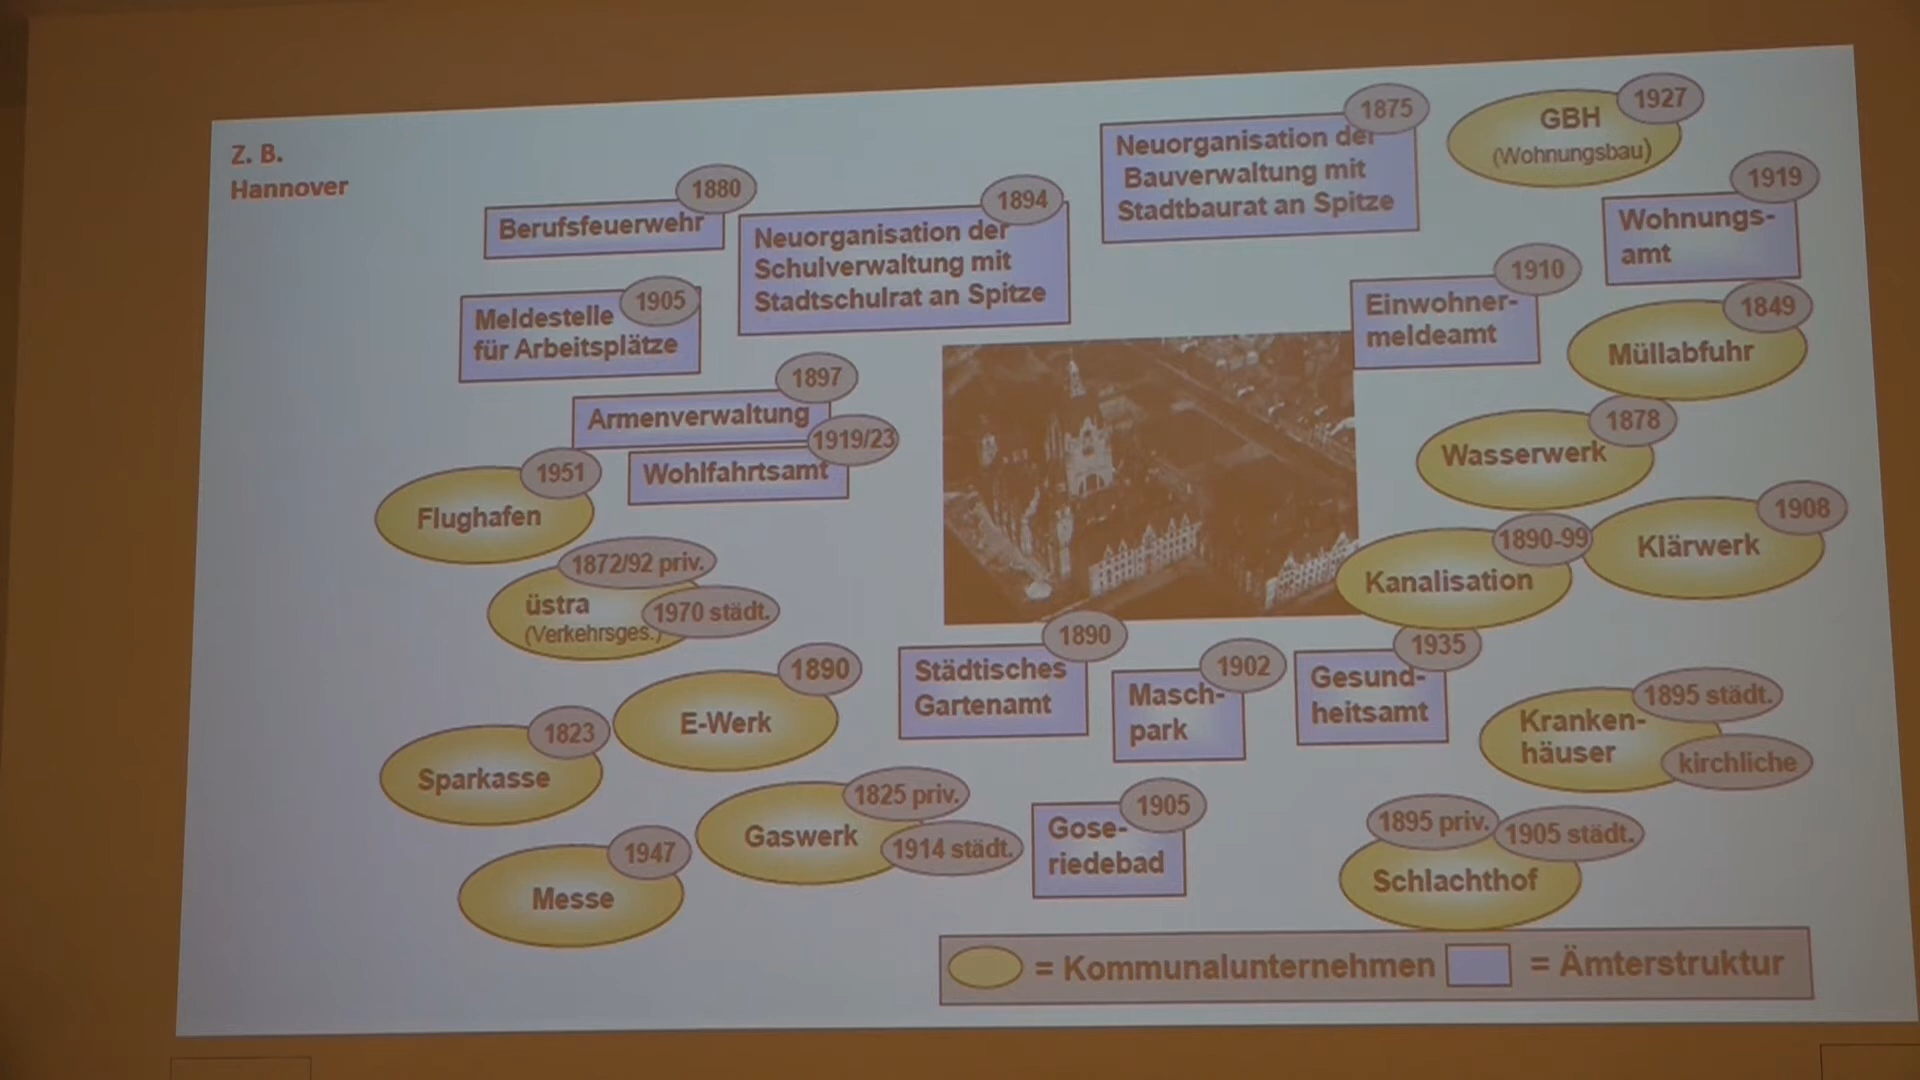 Z. B.
Hannover
1880
Berufsfeuerwehr
1894
Neuorganisation der
Schulverwaltung mit
Stadtschulrat an Spitze
1875
Neuorganisation der
Bauverwaltung mit
Stadtbaurat an Spitze
1927
GBH
(Wohnungsbau)
1919
Wohnungs-
amt
1905
Meldestelle
für Arbeitsplätze
1910
Einwohner-
meldeamt
1849
Müllabfuhr
1897
Armenverwaltung
1919/23
Wohlfahrtsamt
1878
Wasserwerk
1951
Flughafen
1908
Klärwerk
1890-99
Kanalisation
1872/92 priv.
üstra
1970 städt.
(Verkehrsges.)
1890
E-Werk
1890
Städtisches
Gartenamt
1902
Masch-
park
1935
Gesund-
heitsamt
1895 städt.
Kranken-
häuser
kirchliche
1823
Sparkasse
1825 priv.
Gaswerk
1914 städt.
1905
Gose-
riedebad
1895 priv.
1905 städt.
Schlachthof
1947
Messe
= Kommunalunternehmen
= Ämterstruktur